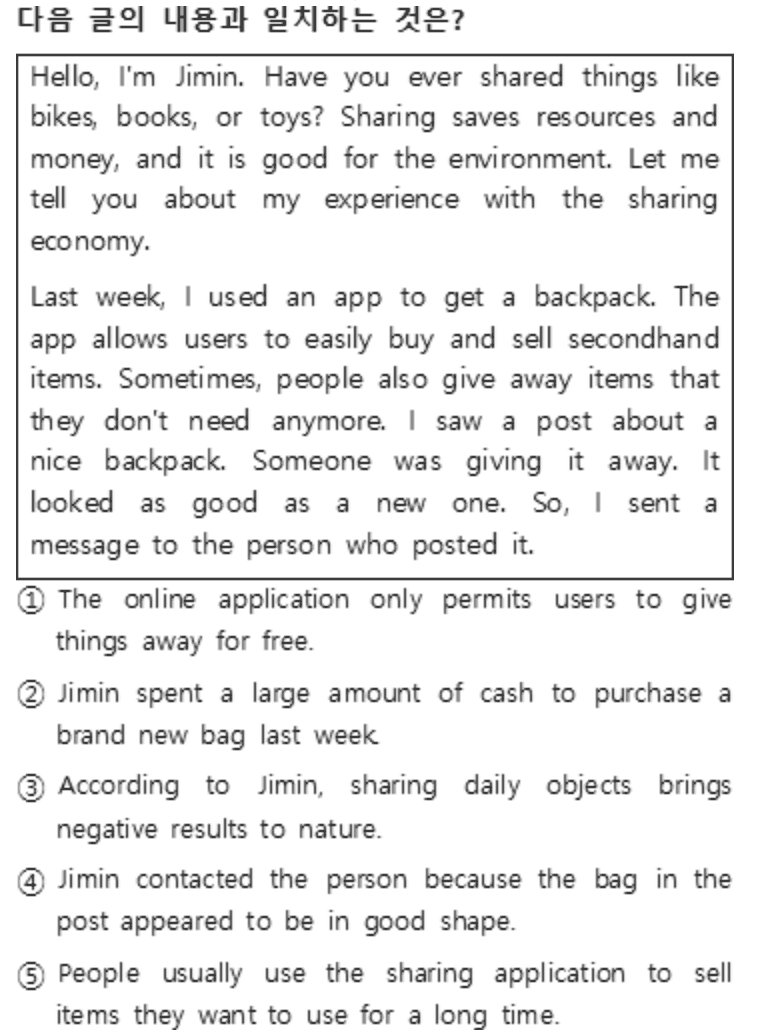 다음 글의 내용과 일치하는 것은?
Hello, I'm Jimin. Have you ever shared things like
bikes, books, or toys? Sharing saves resources and
money, and it is good for the environment. Let me
tell you about my experience with the sharing
economy.
Last week, I used an app to get a backpack. The
app allows users to easily buy and sell secondhand
items. Sometimes, people also give away items that
they don't need anymore. I saw a post about a
nice backpack. Someone was giving it away. It
looked as good as a new one. So, I sent a
message to the person who posted it.
① The online application only permits users to give
things away for free.
② Jimin spent a large amount of cash to purchase a
brand new bag last week.
③ According to Jimin, sharing daily objects brings
negative results to nature.
④ Jimin contacted the person because the bag in the
post appeared to be in good shape.
⑤ People usually use the sharing application to sell
items they want to use for a long time.